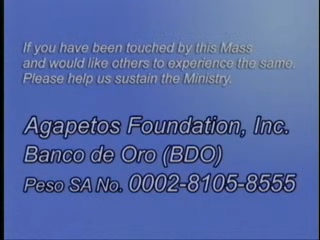 If you have been touched by this Mass
and would like others to experience the same.
Please help us sustain the Ministry.
Agapetos Foundation, Inc.
Banco de Oro (BDO)
Peso SA No. 0002-8105-8555